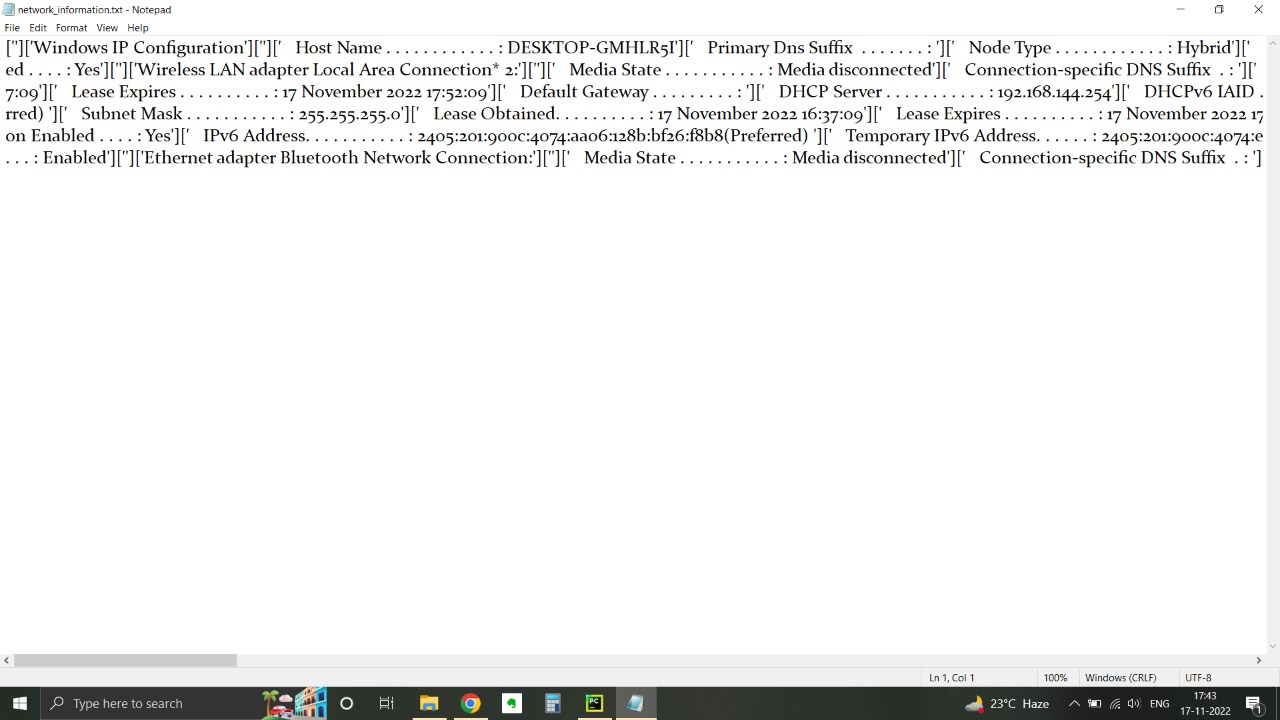 network_information.txt - Notepad
File Edit Format View Help
['']['Windows IP Configuration']['']['   Host Name . . . . . . . . . . . . : DESKTOP-GMHLR5I']['   Primary Dns Suffix  . . . . . . . : ']['   Node Type . . . . . . . . . . . . : Hybrid']['
ed . . . . : Yes']['']['Wireless LAN adapter Local Area Connection* 2:']['']['   Media State . . . . . . . . . . . : Media disconnected']['   Connection-specific DNS Suffix  . : ']['
7:09']['   Lease Expires . . . . . . . . . . : 17 November 2022 17:52:09']['   Default Gateway . . . . . . . . . : ']['   DHCP Server . . . . . . . . . . . : 192.168.144.254']['   DHCPv6 IAID .
rred) ']['   Subnet Mask . . . . . . . . . . . : 255.255.255.0']['   Lease Obtained. . . . . . . . . . : 17 November 2022 16:37:09']['   Lease Expires . . . . . . . . . . : 17 November 2022 17
on Enabled . . . . : Yes']['   IPv6 Address. . . . . . . . . . . : 2405:201:900c:4074:aa06:128b:bf26:f8b8(Preferred) ']['   Temporary IPv6 Address. . . . . . : 2405:201:900c:4074:e
. . . : Enabled']['']['Ethernet adapter Bluetooth Network Connection:']['']['   Media State . . . . . . . . . . . : Media disconnected']['   Connection-specific DNS Suffix  . : ']
Ln 1, Col 1 100% Windows (CRLF) UTF-8
Type here to search
PC
23°C Haze
ENG
17:43
17-11-2022
1